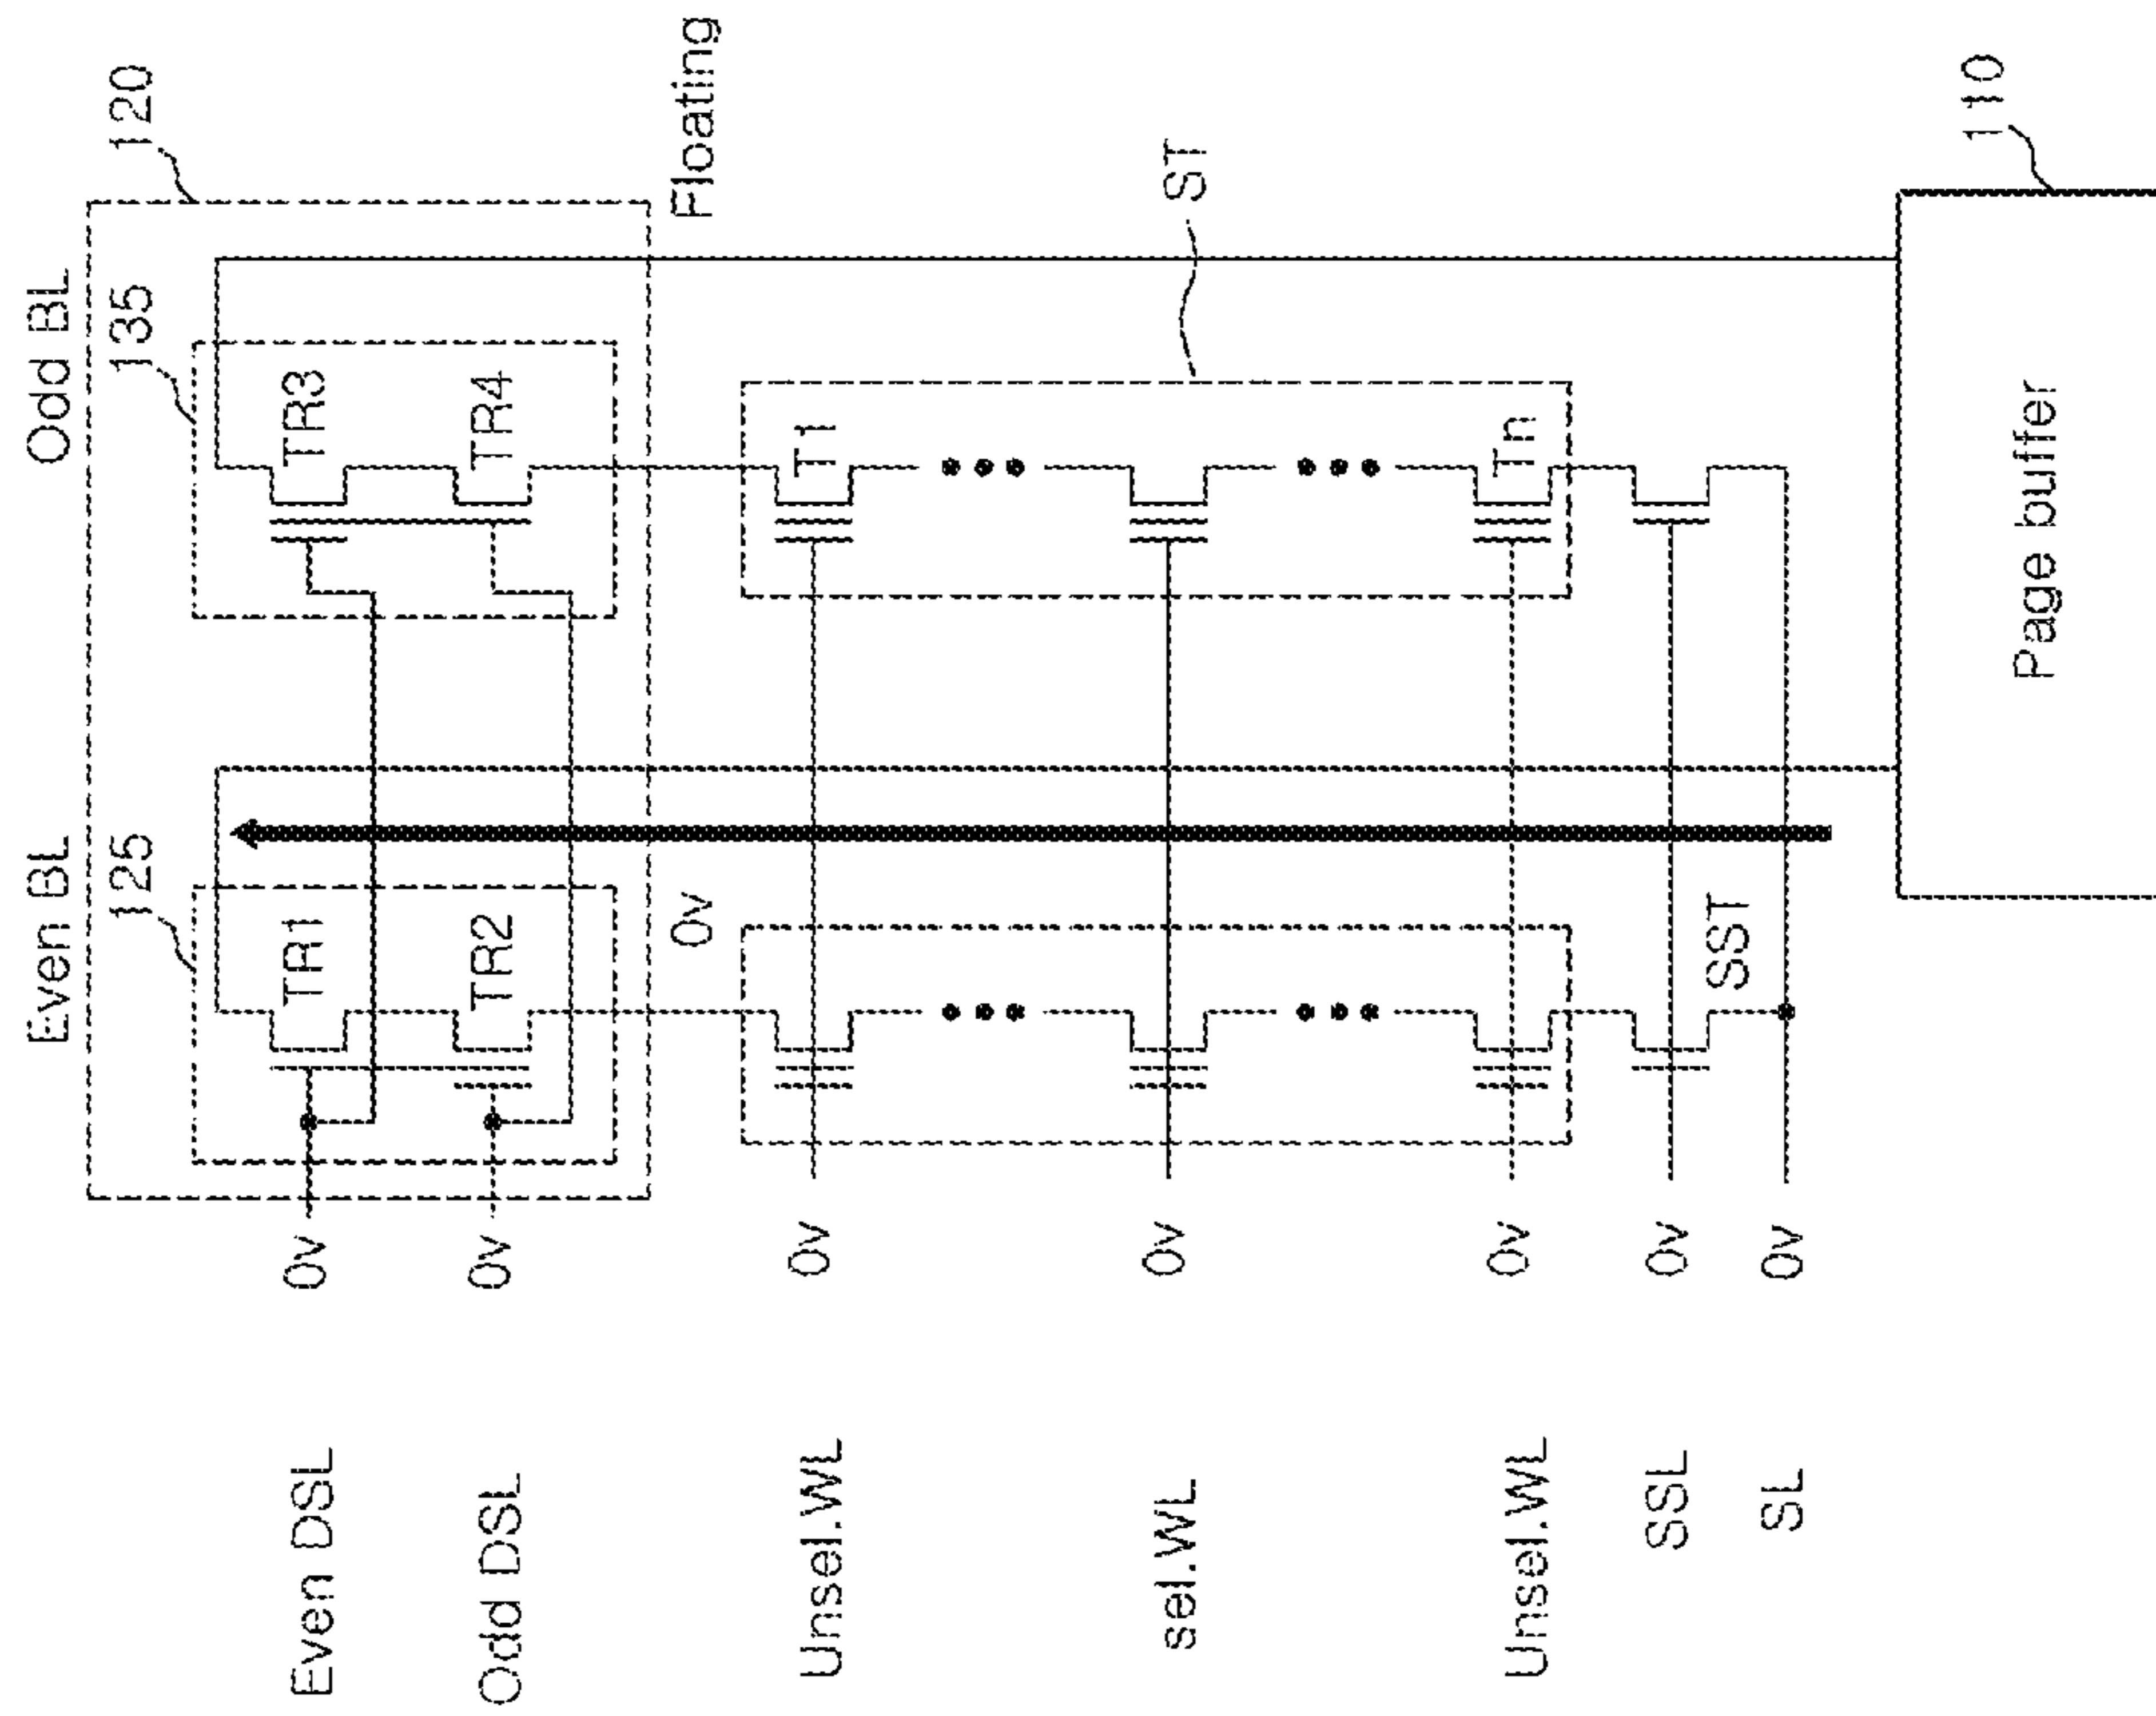 Even BL
Odd BL
125
135
120
Even DSL
0v
TR1
TR3
Odd DSL
0v
TR2
TR4
0v
Floating
Unsel.WL
0v
T1
sel.WL
0v
ST
Unsel.WL
0v
Tn
SSL
0v
SST
SL
0v
110
Page buffer